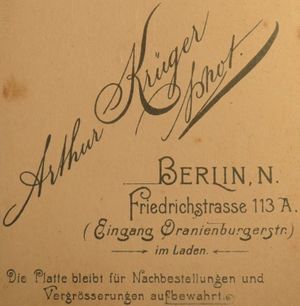 Arthur Krüger
phot.
BERLIN, N.
Friedrichstrasse 113 A.
(Eingang Oranienburgerstr.)
im Laden.
Die Platte bleibt für Nachbestellungen und
Vergrösserungen aufbewahrt.